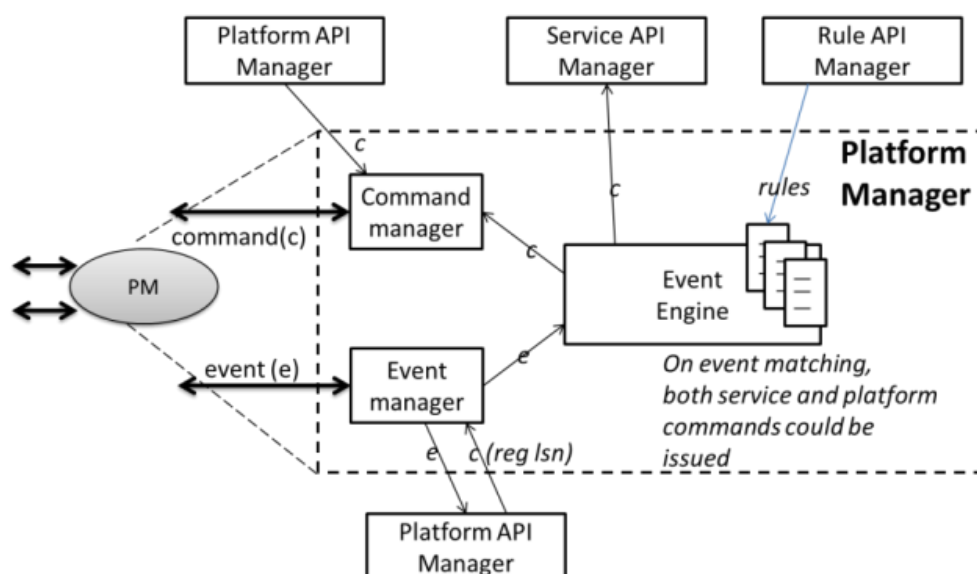 Platform API
Manager
Service API
Manager
Rule API
Manager
c
Platform
Manager
rules
c
Command
manager
command(c)
c
PM
Event
Engine
e
event (e)
Event
manager
On event matching,
both service and platform
commands could be
issued
e
c (reg lsn)
Platform API
Manager